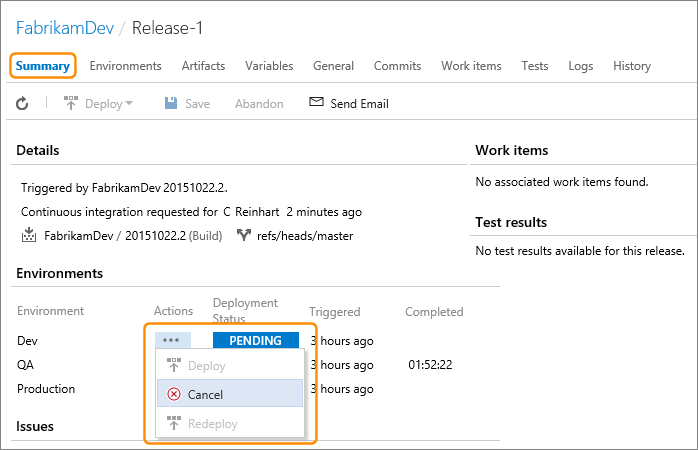 FabrikamDev / Release-1
Summary Environments Artifacts Variables General Commits Work items Tests Logs History
Deploy Save Abandon Send Email
Details
Triggered by FabrikamDev 20151022.2.
Continuous integration requested for C Reinhart 2 minutes ago
FabrikamDev / 20151022.2 (Build) refs/heads/master
Work items
No associated work items found.
Test results
No test results available for this release.
Environments
Environment Actions Deployment Status Triggered Completed
Dev ... PENDING 3 hours ago
QA 3 hours ago 01:52:22
Production 3 hours ago
Deploy
Cancel
Redeploy
Issues